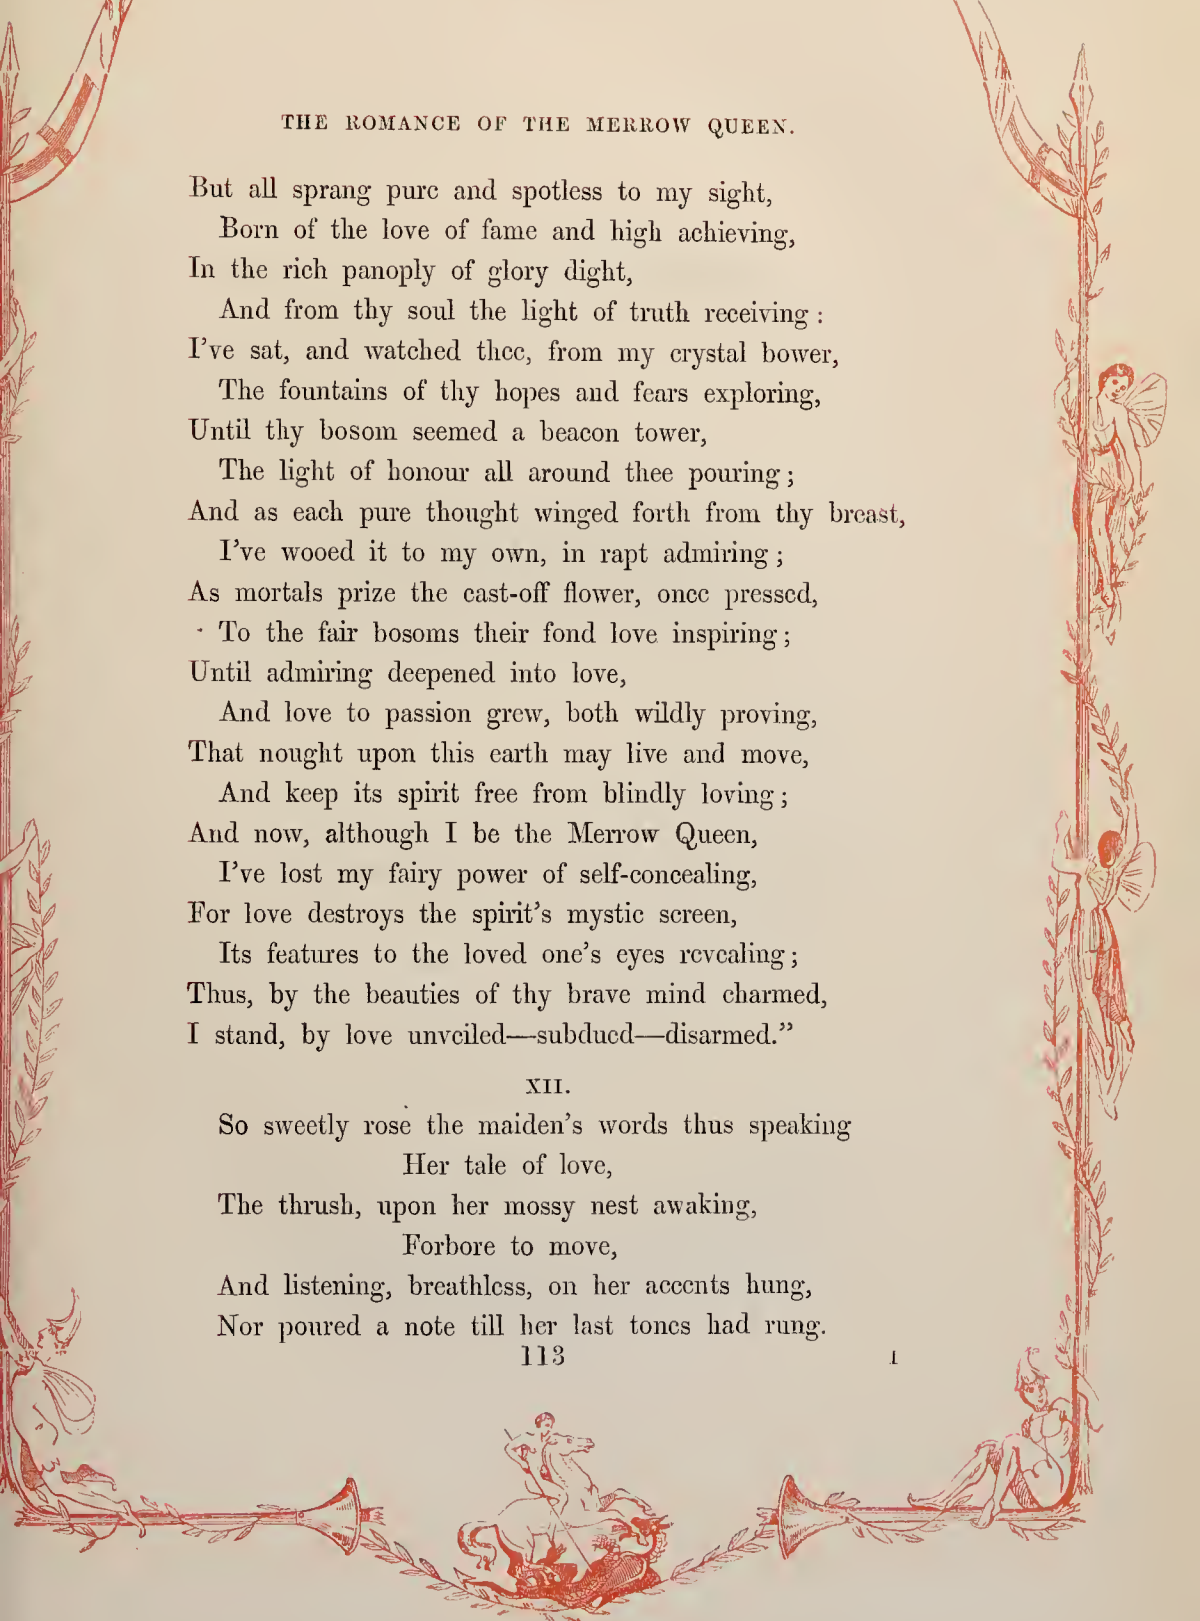 THE ROMANCE OF THE MERROW QUEEN.
But all sprang pure and spotless to my sight,
Born of the love of fame and high achieving,
In the rich panoply of glory dight,
And from thy soul the light of truth receiving :
I’ve sat, and watched thee, from my crystal bower,
The fountains of thy hopes and fears exploring,
Until thy bosom seemed a beacon tower,
The light of honour all around thee pouring ;
And as each pure thought winged forth from thy breast,
I’ve wooed it to my own, in rapt admiring ;
As mortals prize the cast-off flower, once pressed,
To the fair bosoms their fond love inspiring ;
Until admiring deepened into love,
And love to passion grew, both wildly proving,
That nought upon this earth may live and move,
And keep its spirit free from blindly loving ;
And now, although I be the Merrow Queen,
I’ve lost my fairy power of self-concealing,
For love destroys the spirit’s mystic screen,
Its features to the loved one’s eyes revealing ;
Thus, by the beauties of thy brave mind charmed,
I stand, by love unveiled—subdued—disarmed.”
XII.
So sweetly rose the maiden’s words thus speaking
Her tale of love,
The thrush, upon her mossy nest awaking,
Forbore to move,
And listening, breathless, on her accents hung,
Nor poured a note till her last tones had rung.
113 I